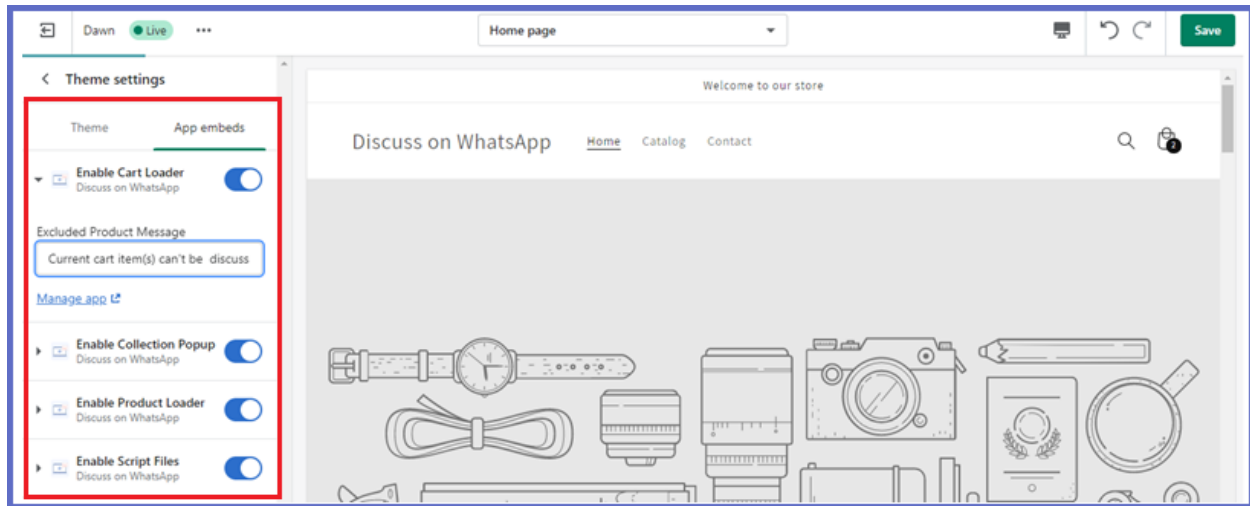 Dawn
Live
Home page
Save
Theme settings
Theme
App embeds
Enable Cart Loader
Discuss on WhatsApp
Excluded Product Message
Current cart item(s) can't be discuss
Manage app
Enable Collection Popup
Discuss on WhatsApp
Enable Product Loader
Discuss on WhatsApp
Enable Script Files
Discuss on WhatsApp
Welcome to our store
Discuss on WhatsApp
Home
Catalog
Contact
2